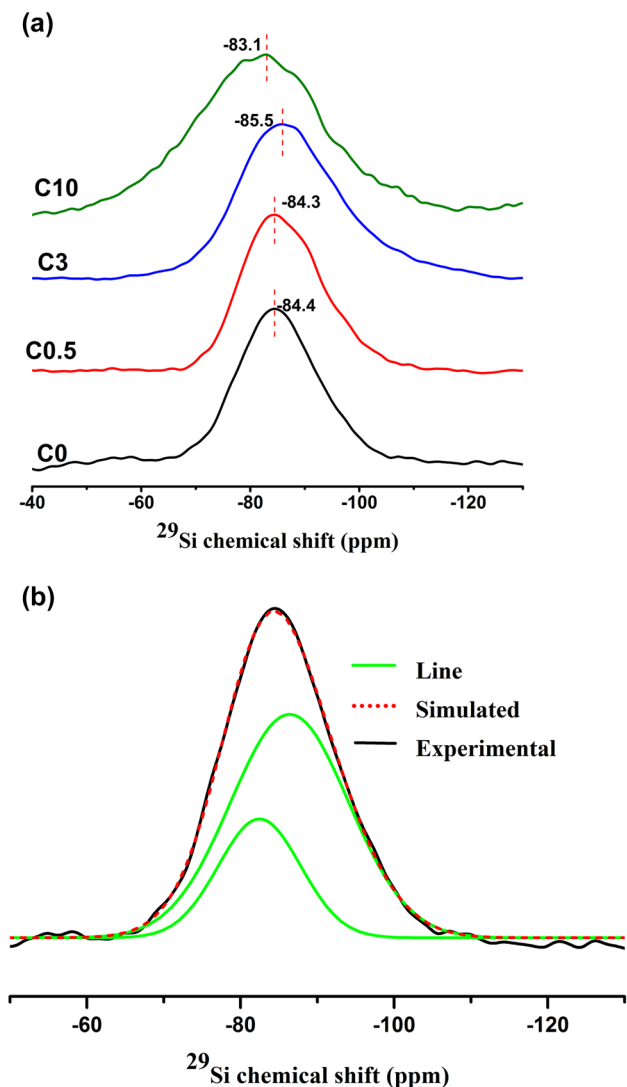 (a)
-83.1
-85.5
C10
-84.3
C3
-84.4
C0.5
C0
-40 -60 -80 -100 -120
29Si chemical shift (ppm)
(b)
Line
Simulated
Experimental
-60 -80 -100 -120
29Si chemical shift (ppm)